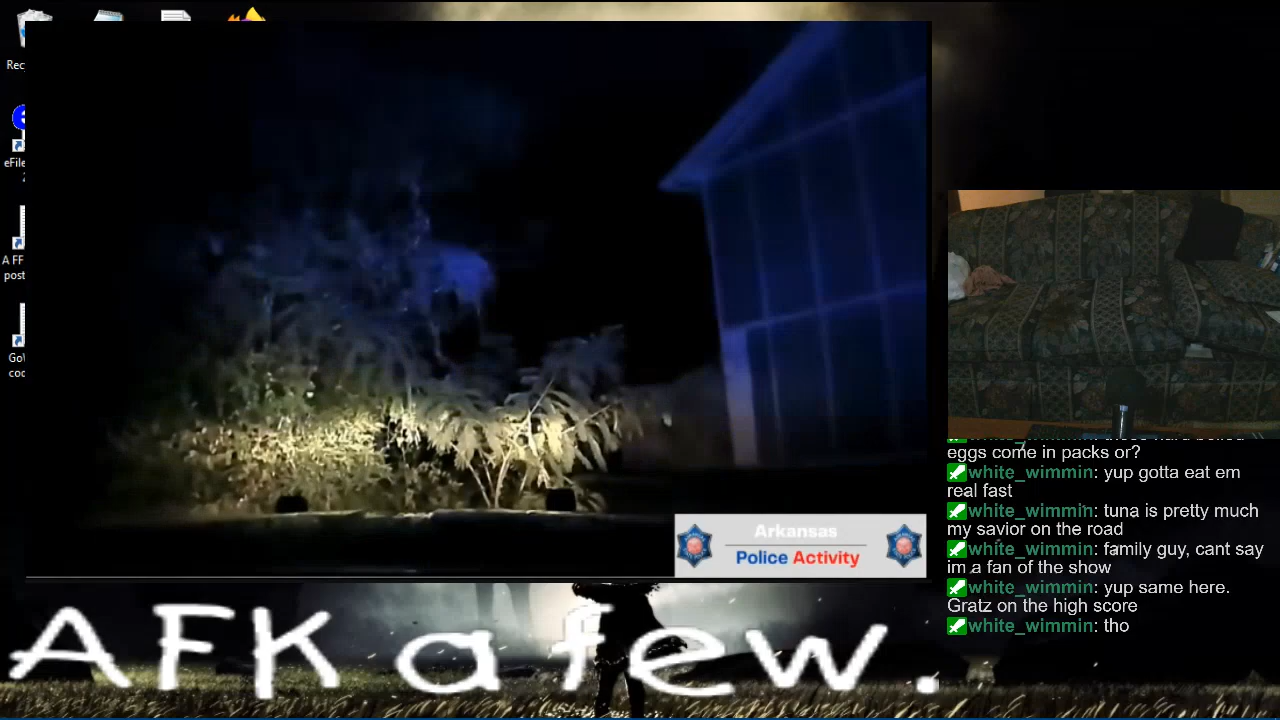 Rec
eFile
2
A FF
post
GoW
coc
Arkansas
Police Activity
eggs come in packs or?
white_wimmin: yup gotta eat em
real fast
white_wimmin: tuna is pretty much
my savior on the road
white_wimmin: family guy, cant say
im a fan of the show
white_wimmin: yup same here.
Gratz on the high score
white_wimmin: tho
AFK a few.